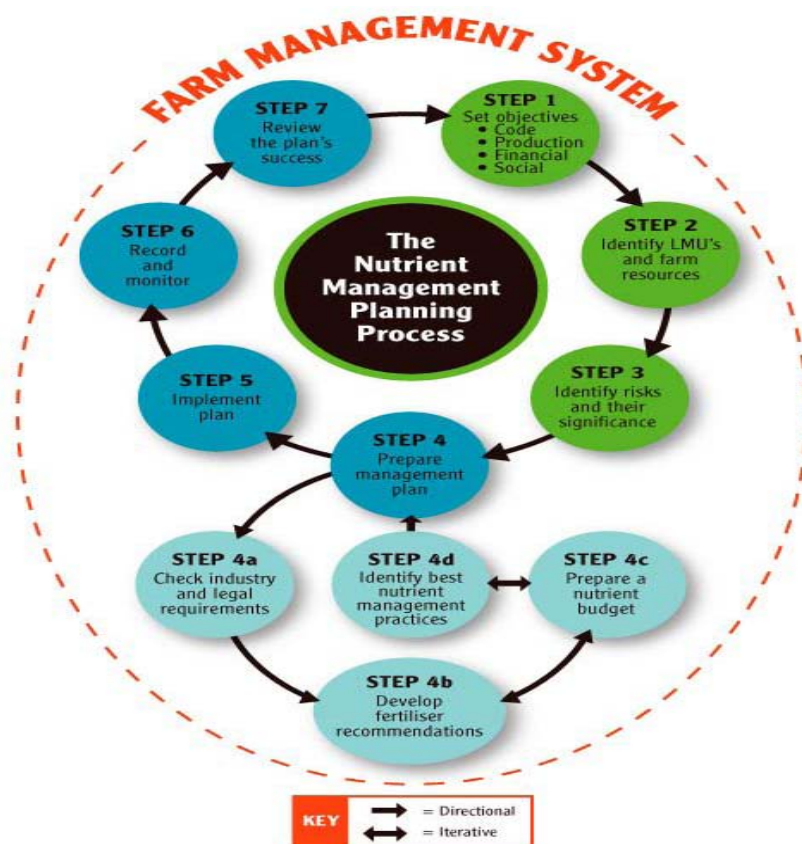 FARM MANAGEMENT SYSTEM
STEP 7
Review
the plan's
success
STEP 1
Set objectives
• Code
• Production
• Financial
• Social
STEP 6
Record
and
monitor
The
Nutrient
Management
Planning
Process
STEP 2
Identify LMU's
and farm
resources
STEP 5
Implement
plan
STEP 3
Identify risks
and their
significance
STEP 4
Prepare
management
plan
STEP 4a
Check industry
and legal
requirements
STEP 4d
Identify best
nutrient
management
practices
STEP 4c
Prepare a
nutrient
budget
STEP 4b
Develop
fertiliser
recommendations
KEY
= Directional
= Iterative